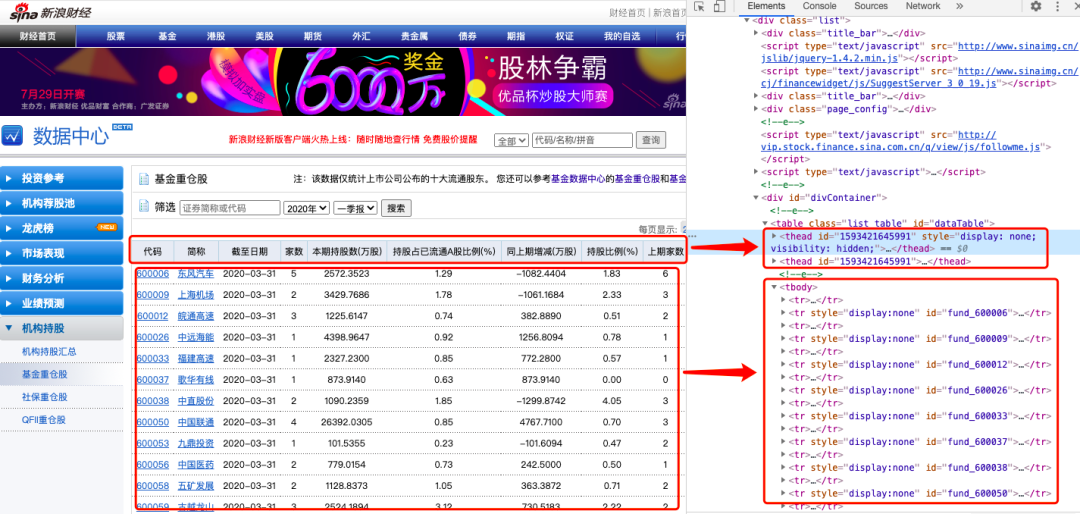 sina 新浪财经
财经首页 | 新浪首页
财经首页 股票 基金 港股 美股 期货 外汇 贵金属 债券 期指 权证 我的自选 行
7月29日开赛
主办方：新浪财经 优品财富 合作商：广发证券
模拟炒股 瓜分实盘
6000万
奖金
股林争霸
优品杯炒股大师赛
sina
数据中心 BETA
新浪财经新版客户端火热上线：随时随地查行情 免费股价提醒
全部 代码/名称/拼音 查询
投资参考
机构荐股池
龙虎榜 NEW
市场表现
财务分析
业绩预测
机构持股
机构持股汇总
基金重仓股
社保重仓股
QFII重仓股
基金重仓股 注：该数据仅统计上市公司公布的十大流通股东。 您还可以参考基金数据中心的基金重仓股和基金
筛选 证券简称或代码 2020年 一季报 搜索
每页显示: 2
代码 简称 截至日期 家数 本期持股数(万股) 持股占已流通A股比例(%) 同上期增减(万股) 持股比例(%) 上期家数
600006 东风汽车 2020-03-31 5 2572.3523 1.29 -1082.4404 1.83 6
600009 上海机场 2020-03-31 2 3429.7686 1.78 -1061.1684 2.33 3
600012 皖通高速 2020-03-31 3 1225.6147 0.74 382.8890 0.51 2
600026 中远海能 2020-03-31 1 4398.9647 0.92 1256.8094 0.78 1
600033 福建高速 2020-03-31 1 2327.2300 0.85 772.2800 0.57 1
600037 歌华有线 2020-03-31 1 873.9140 0.63 873.9140 0.00 0
600038 中直股份 2020-03-31 2 1090.2359 1.85 -1299.8742 4.05 3
600050 中国联通 2020-03-31 4 26392.0305 0.85 4767.7100 0.70 3
600053 九鼎投资 2020-03-31 1 101.5355 0.23 -101.6094 0.47 2
600056 中国医药 2020-03-31 2 779.0154 0.73 242.5000 0.50 1
600058 五矿发展 2020-03-31 2 1128.8373 1.05 363.3872 0.71 2
600059 古越龙山 2020-03-31 3 2524.1894 3.12 730.5183 2.22 2
Elements Console Sources Network »
<div class="list">
<div class="title_bar">…</div>
<script type="text/javascript" src="http://www.sinaimg.cn/
jslib/jquery-1.4.2.min.js"></script>
<script type="text/javascript" src="http://www.sinaimg.cn/
cj/financewidget/js/SuggestServer_3_0_19.js"></script>
<div class="title_bar">…</div>
<div class="page_config">…</div>
<!--e-->
<script type="text/javascript" src="http://
vip.stock.finance.sina.com.cn/q/view/js/followme.js">
</script>
<script type="text/javascript">…</script>
<!--e-->
<div id="divContainer">
<!--e-->
<table class="list_table" id="dataTable">
<thead id="1593421645991" style="display: none;
visibility: hidden;">…</thead> == $0
<thead id="1593421645991">…</thead>
<!--e-->
<tbody>
<tr>…</tr>
<tr style="display:none" id="fund_600006">…</tr>
<tr>…</tr>
<tr style="display:none" id="fund_600009">…</tr>
<tr>…</tr>
<tr style="display:none" id="fund_600012">…</tr>
<tr>…</tr>
<tr style="display:none" id="fund_600026">…</tr>
<tr>…</tr>
<tr style="display:none" id="fund_600033">…</tr>
<tr>…</tr>
<tr style="display:none" id="fund_600037">…</tr>
<tr>…</tr>
<tr style="display:none" id="fund_600038">…</tr>
<tr>…</tr>
<tr style="display:none" id="fund_600050">…</tr>
<tr>…</tr>